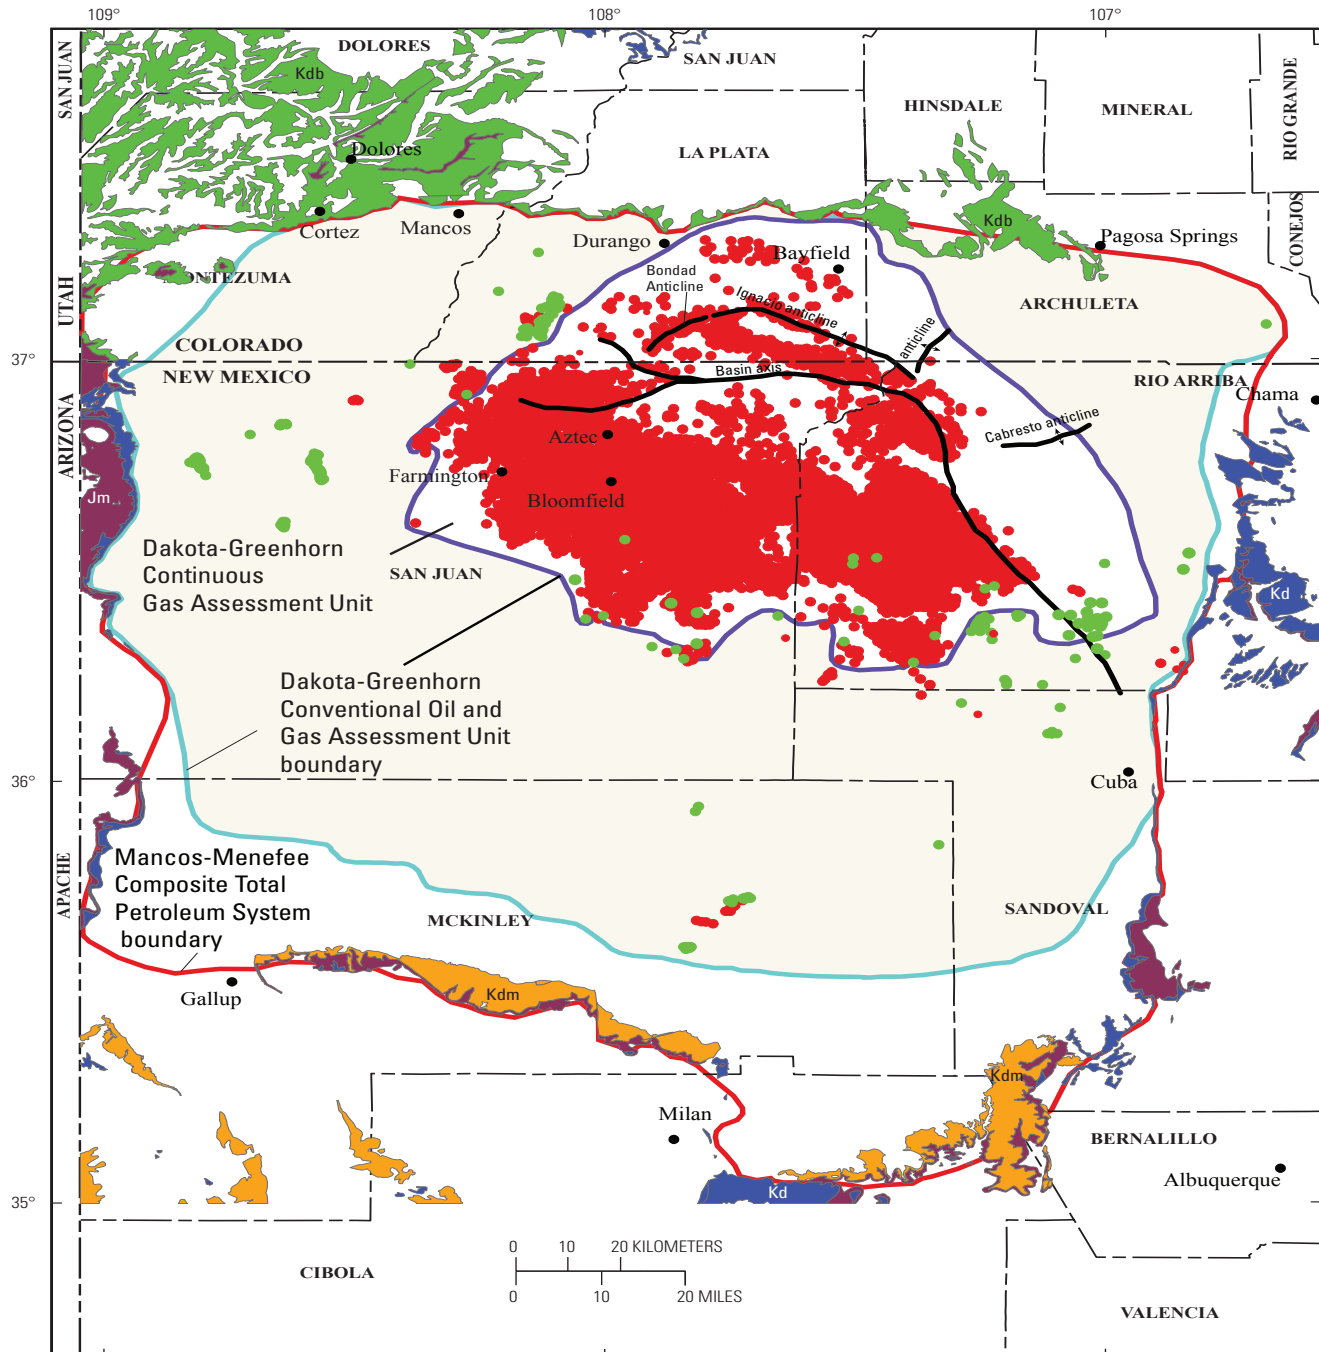 109°
108°
107°
SAN JUAN
DOLORES
SAN JUAN
HINSDALE
MINERAL
RIO GRANDE
Kdb
Dolores
LA PLATA
CONEJOS
Cortez
Mancos
Durango
Bayfield
Kdb
Pagosa Springs
Bondad
Anticline
Ignacio anticline
anticline
MONTEZUMA
ARCHULETA
UTAH
COLORADO
37°
NEW MEXICO
Basin axis
RIO ARRIBA
Chama
ARIZONA
Cabresto anticline
Aztec
Farmington
Bloomfield
Jm
Dakota-Greenhorn
Continuous
Gas Assessment Unit
SAN JUAN
Kd
Dakota-Greenhorn
Conventional Oil and
Gas Assessment Unit
boundary
36°
Cuba
APACHE
Mancos-Menefee
Composite Total
Petroleum System
boundary
MCKINLEY
SANDOVAL
Gallup
Kdm
Kdm
Milan
BERNALILLO
Albuquerque
35°
Kd
0 10 20 KILOMETERS
0 10 20 MILES
CIBOLA
VALENCIA